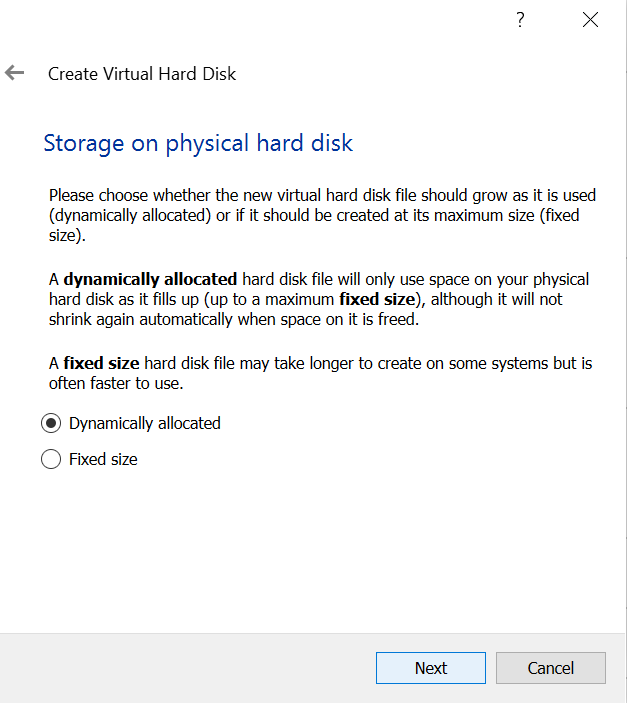 ?
Create Virtual Hard Disk
Storage on physical hard disk
Please choose whether the new virtual hard disk file should grow as it is used
(dynamically allocated) or if it should be created at its maximum size (fixed
size).
A dynamically allocated hard disk file will only use space on your physical
hard disk as it fills up (up to a maximum fixed size), although it will not
shrink again automatically when space on it is freed.
A fixed size hard disk file may take longer to create on some systems but is
often faster to use.
Dynamically allocated
Fixed size
Next Cancel